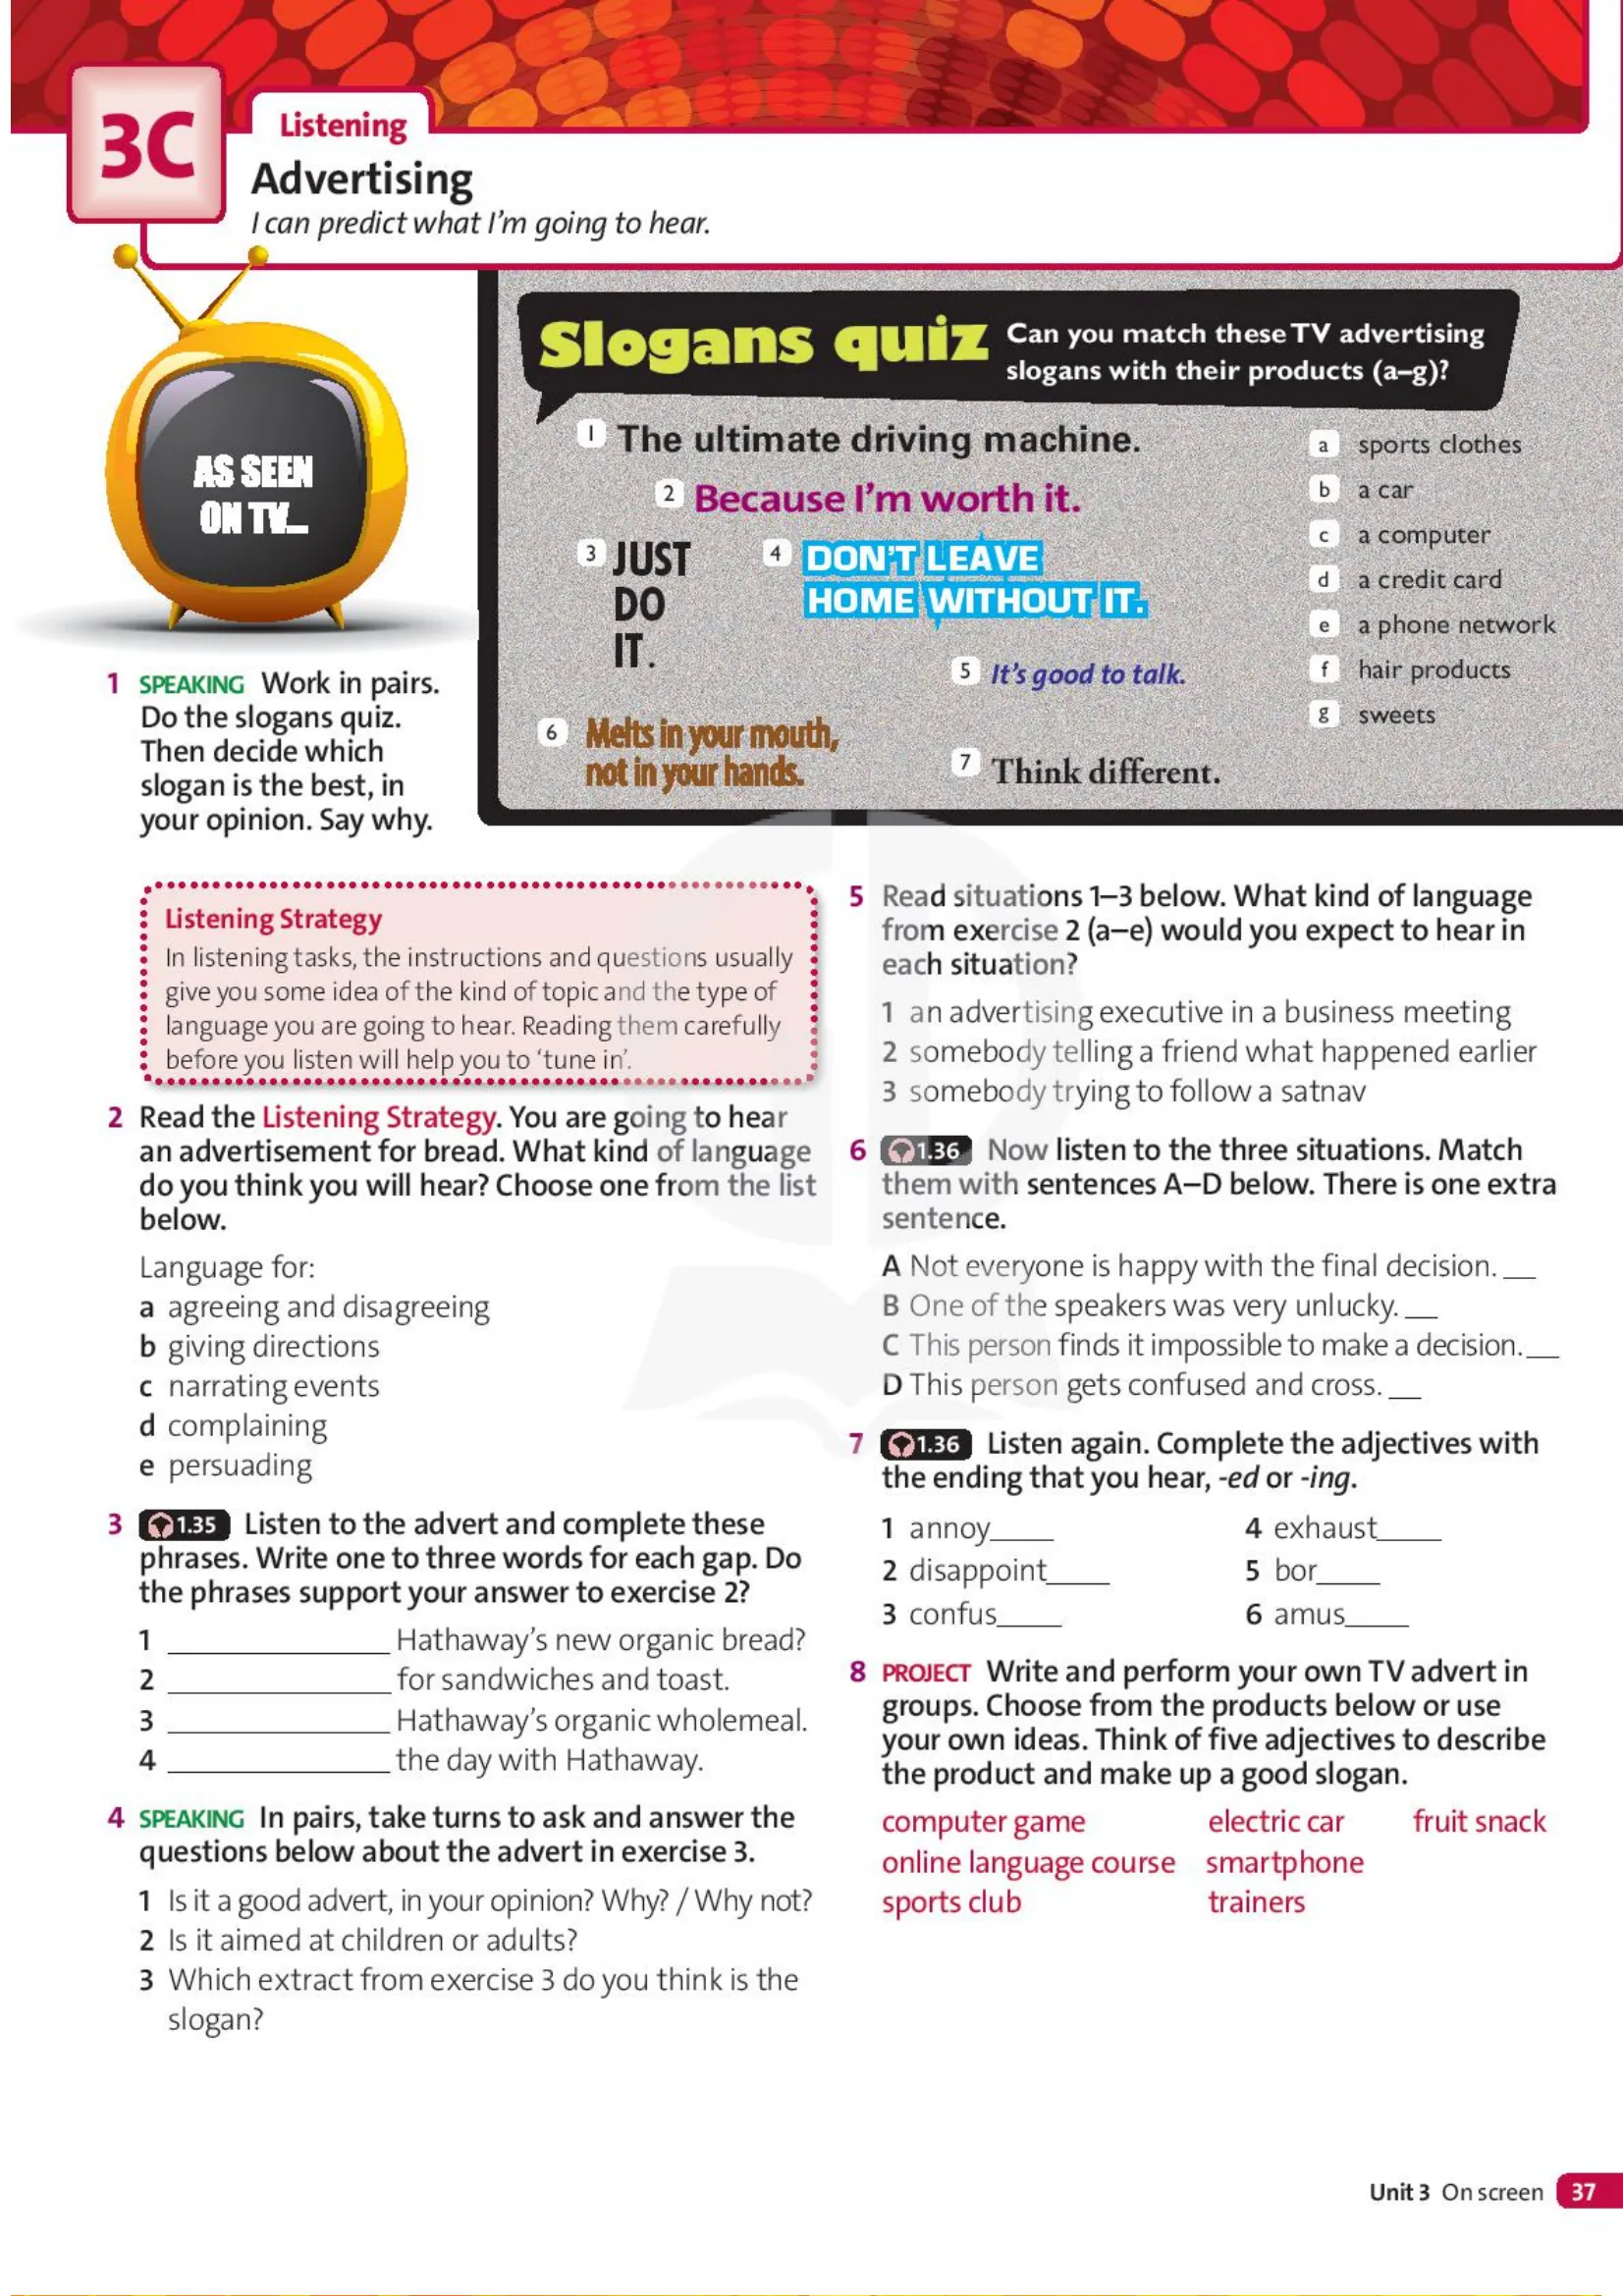 3C
Listening
Advertising
I can predict what I'm going to hear.
AS SEEN
ON TV...
Slogans quiz
Can you match these TV advertising
slogans with their products (a–g)?
1 The ultimate driving machine.
2 Because I'm worth it.
3 JUST
DO
IT.
4 DON'T LEAVE
HOME WITHOUT IT.
5 It's good to talk.
6 Melts in your mouth,
not in your hands.
7 Think different.
a sports clothes
b a car
c a computer
d a credit card
e a phone network
f hair products
g sweets
1 SPEAKING Work in pairs.
Do the slogans quiz.
Then decide which
slogan is the best, in
your opinion. Say why.
Listening Strategy
In listening tasks, the instructions and questions usually
give you some idea of the kind of topic and the type of
language you are going to hear. Reading them carefully
before you listen will help you to 'tune in'.
2 Read the Listening Strategy. You are going to hear
an advertisement for bread. What kind of language
do you think you will hear? Choose one from the list
below.
Language for:
a agreeing and disagreeing
b giving directions
c narrating events
d complaining
e persuading
3 1.35 Listen to the advert and complete these
phrases. Write one to three words for each gap. Do
the phrases support your answer to exercise 2?
1 ____________ Hathaway's new organic bread?
2 ____________ for sandwiches and toast.
3 ____________ Hathaway's organic wholemeal.
4 ____________ the day with Hathaway.
4 SPEAKING In pairs, take turns to ask and answer the
questions below about the advert in exercise 3.
1 Is it a good advert, in your opinion? Why? / Why not?
2 Is it aimed at children or adults?
3 Which extract from exercise 3 do you think is the
slogan?
5 Read situations 1–3 below. What kind of language
from exercise 2 (a–e) would you expect to hear in
each situation?
1 an advertising executive in a business meeting
2 somebody telling a friend what happened earlier
3 somebody trying to follow a satnav
6 1.36 Now listen to the three situations. Match
them with sentences A–D below. There is one extra
sentence.
A Not everyone is happy with the final decision. __
B One of the speakers was very unlucky. __
C This person finds it impossible to make a decision. __
D This person gets confused and cross. __
7 1.36 Listen again. Complete the adjectives with
the ending that you hear, -ed or -ing.
1 annoy____ 4 exhaust____
2 disappoint____ 5 bor____
3 confus____ 6 amus____
8 PROJECT Write and perform your own TV advert in
groups. Choose from the products below or use
your own ideas. Think of five adjectives to describe
the product and make up a good slogan.
computer game electric car fruit snack
online language course smartphone
sports club trainers
Unit 3 On screen 37